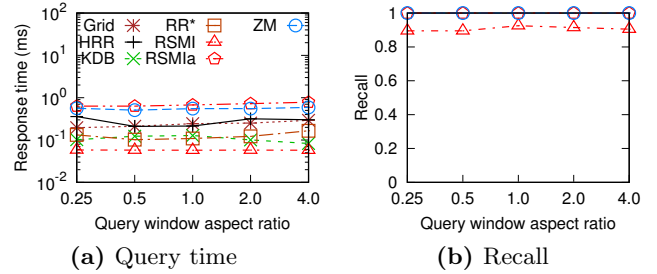 Response time (ms)
10²
10¹
10⁰
10⁻¹
10⁻²
Grid
HRR
KDB
RR*
RSMI
RSMIa
ZM
0.25 0.5 1.0 2.0 4.0
Query window aspect ratio
(a) Query time
Recall
1
0.8
0.6
0.4
0.2
0
0.25 0.5 1.0 2.0 4.0
Query window aspect ratio
(b) Recall